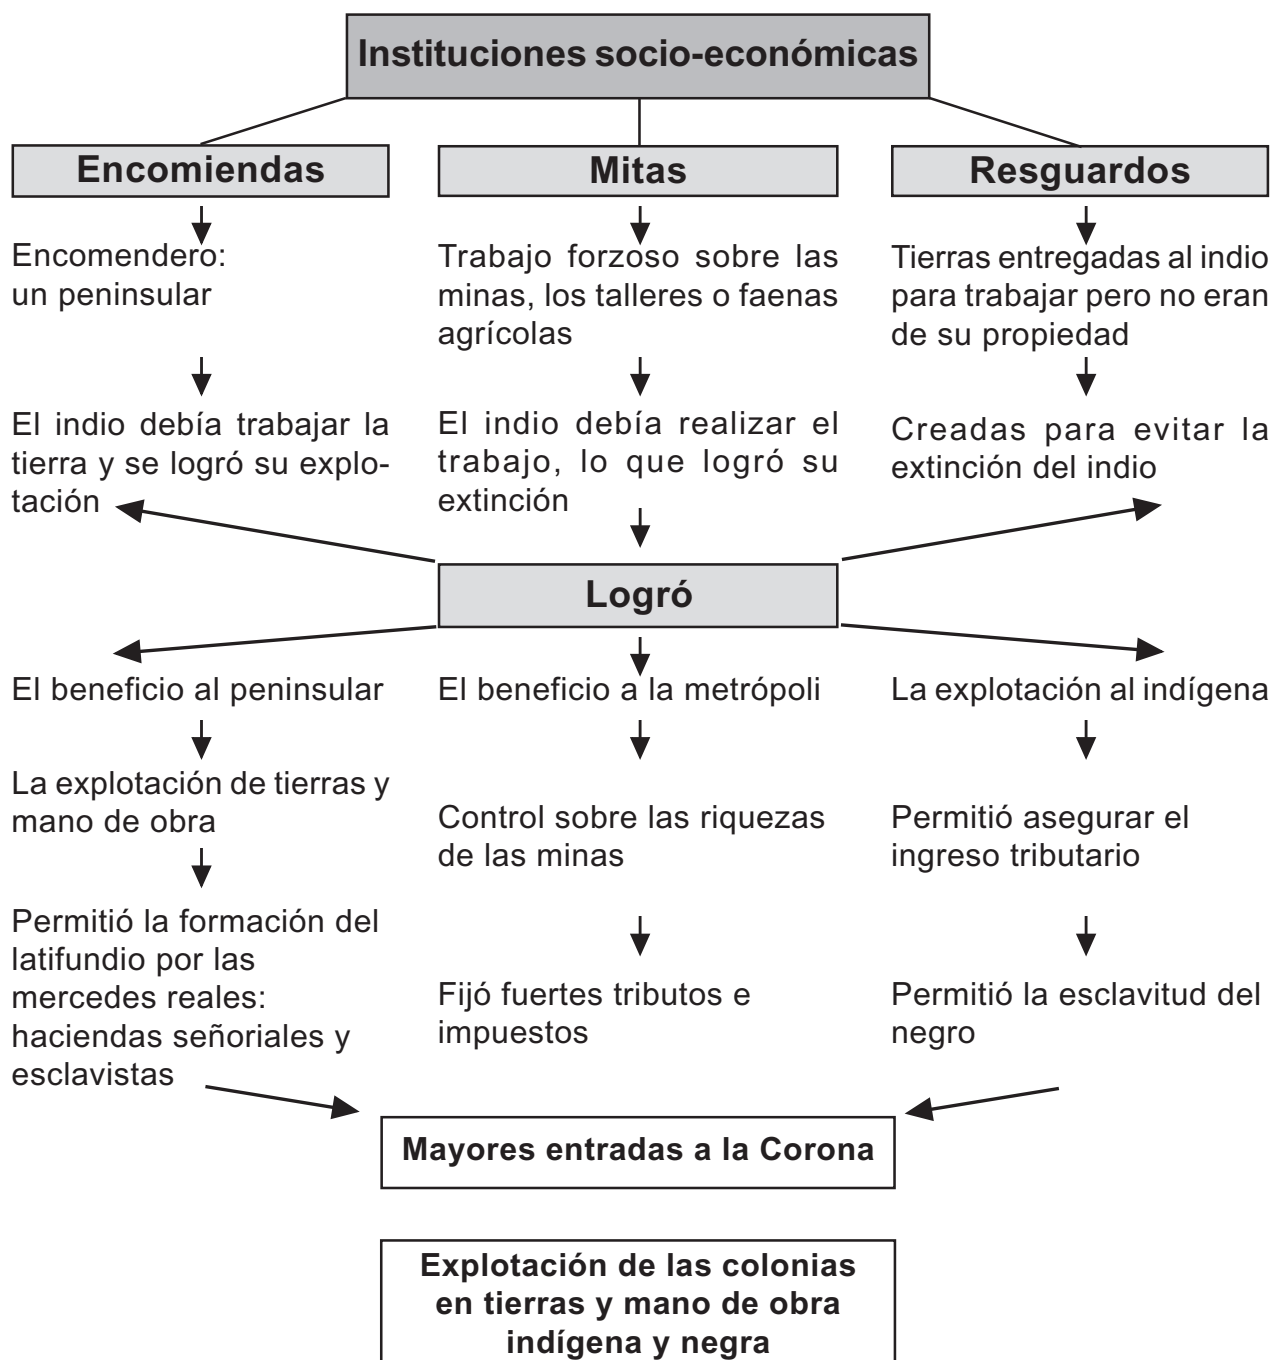 Instituciones socio-económicas
Encomiendas
Mitas
Resguardos
Encomendero:
un peninsular
Trabajo forzoso sobre las
minas, los talleres o faenas
agrícolas
Tierras entregadas al indio
para trabajar pero no eran
de su propiedad
El indio debía trabajar la
tierra y se logró su explo-
tación
El indio debía realizar el
trabajo, lo que logró su
extinción
Creadas para evitar la
extinción del indio
Logró
El beneficio al peninsular
El beneficio a la metrópoli
La explotación al indígena
La explotación de tierras y
mano de obra
Control sobre las riquezas
de las minas
Permitió asegurar el
ingreso tributario
Permitió la formación del
latifundio por las
mercedes reales:
haciendas señoriales y
esclavistas
Fijó fuertes tributos e
impuestos
Permitió la esclavitud del
negro
Mayores entradas a la Corona
Explotación de las colonias
en tierras y mano de obra
indígena y negra